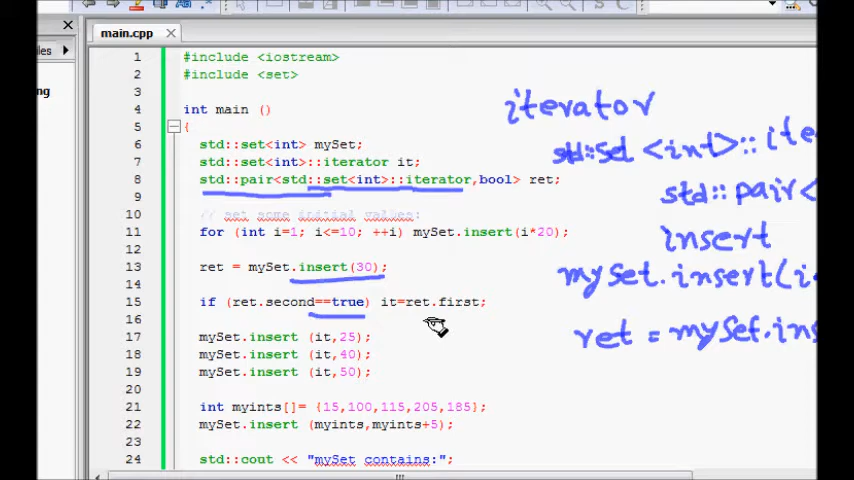 main.cpp
les
ng
1 #include <iostream>
2 #include <set>
3
4 int main ()
5 {
6 std::set<int> mySet;
7 std::set<int>::iterator it;
8 std::pair<std::set<int>::iterator,bool> ret;
9
10 // set some initial values:
11 for (int i=1; i<=10; ++i) mySet.insert(i*20);
12
13 ret = mySet.insert(30);
14
15 if (ret.second==true) it=ret.first;
16
17 mySet.insert (it,25);
18 mySet.insert (it,40);
19 mySet.insert (it,50);
20
21 int myints[]= {15,100,115,205,185};
22 mySet.insert (myints,myints+5);
23
24 std::cout << "mySet contains:";
iterator
std::set <int>:: ite
std:: pair<
insert
mySet.insert(i
ret = mySet.ins